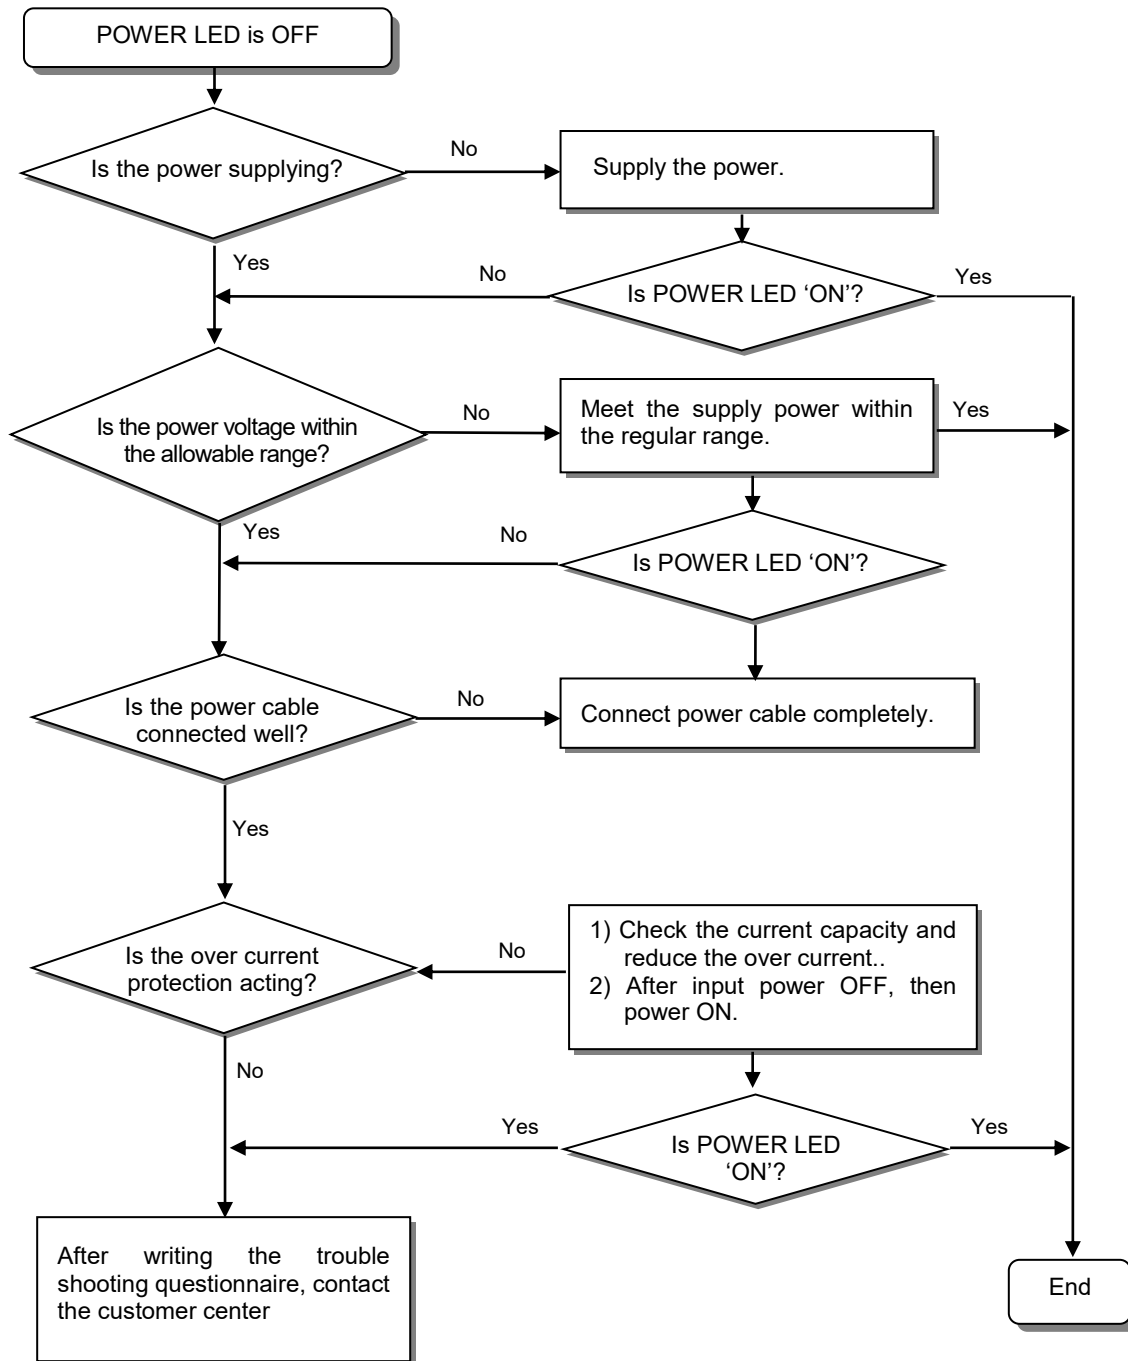 POWER LED is OFF
Is the power supplying?
No
Supply the power.
Yes
No
Is POWER LED ‘ON’?
Yes
Is the power voltage within
the allowable range?
No
Meet the supply power within
the regular range.
Yes
Yes
No
Is POWER LED ‘ON’?
Is the power cable
connected well?
No
Connect power cable completely.
Yes
Is the over current
protection acting?
No
1) Check the current capacity and
reduce the over current..
2) After input power OFF, then
power ON.
No
Yes
Is POWER LED
‘ON’?
Yes
After writing the trouble
shooting questionnaire, contact
the customer center
End